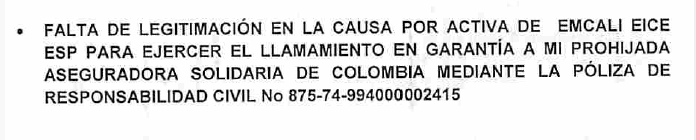 • FALTA DE LEGITIMACIÓN EN LA CAUSA POR ACTIVA DE EMCALI EICE
ESP PARA EJERCER EL LLAMAMIENTO EN GARANTÍA A MI PROHIJADA
ASEGURADORA SOLIDARIA DE COLOMBIA MEDIANTE LA PÓLIZA DE
RESPONSABILIDAD CIVIL No 875-74-994000002415